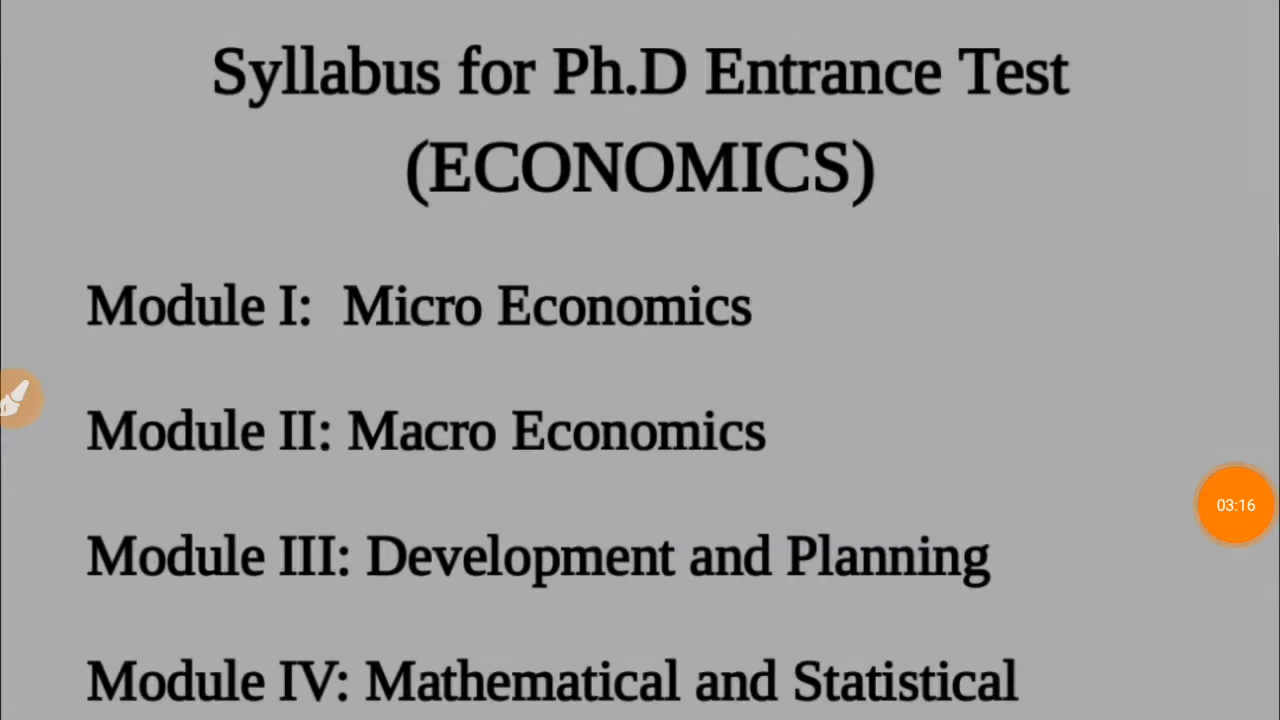 Syllabus for Ph.D Entrance Test
(ECONOMICS)
Module I:  Micro Economics
Module II: Macro Economics
03:16
Module III: Development and Planning
Module IV: Mathematical and Statistical